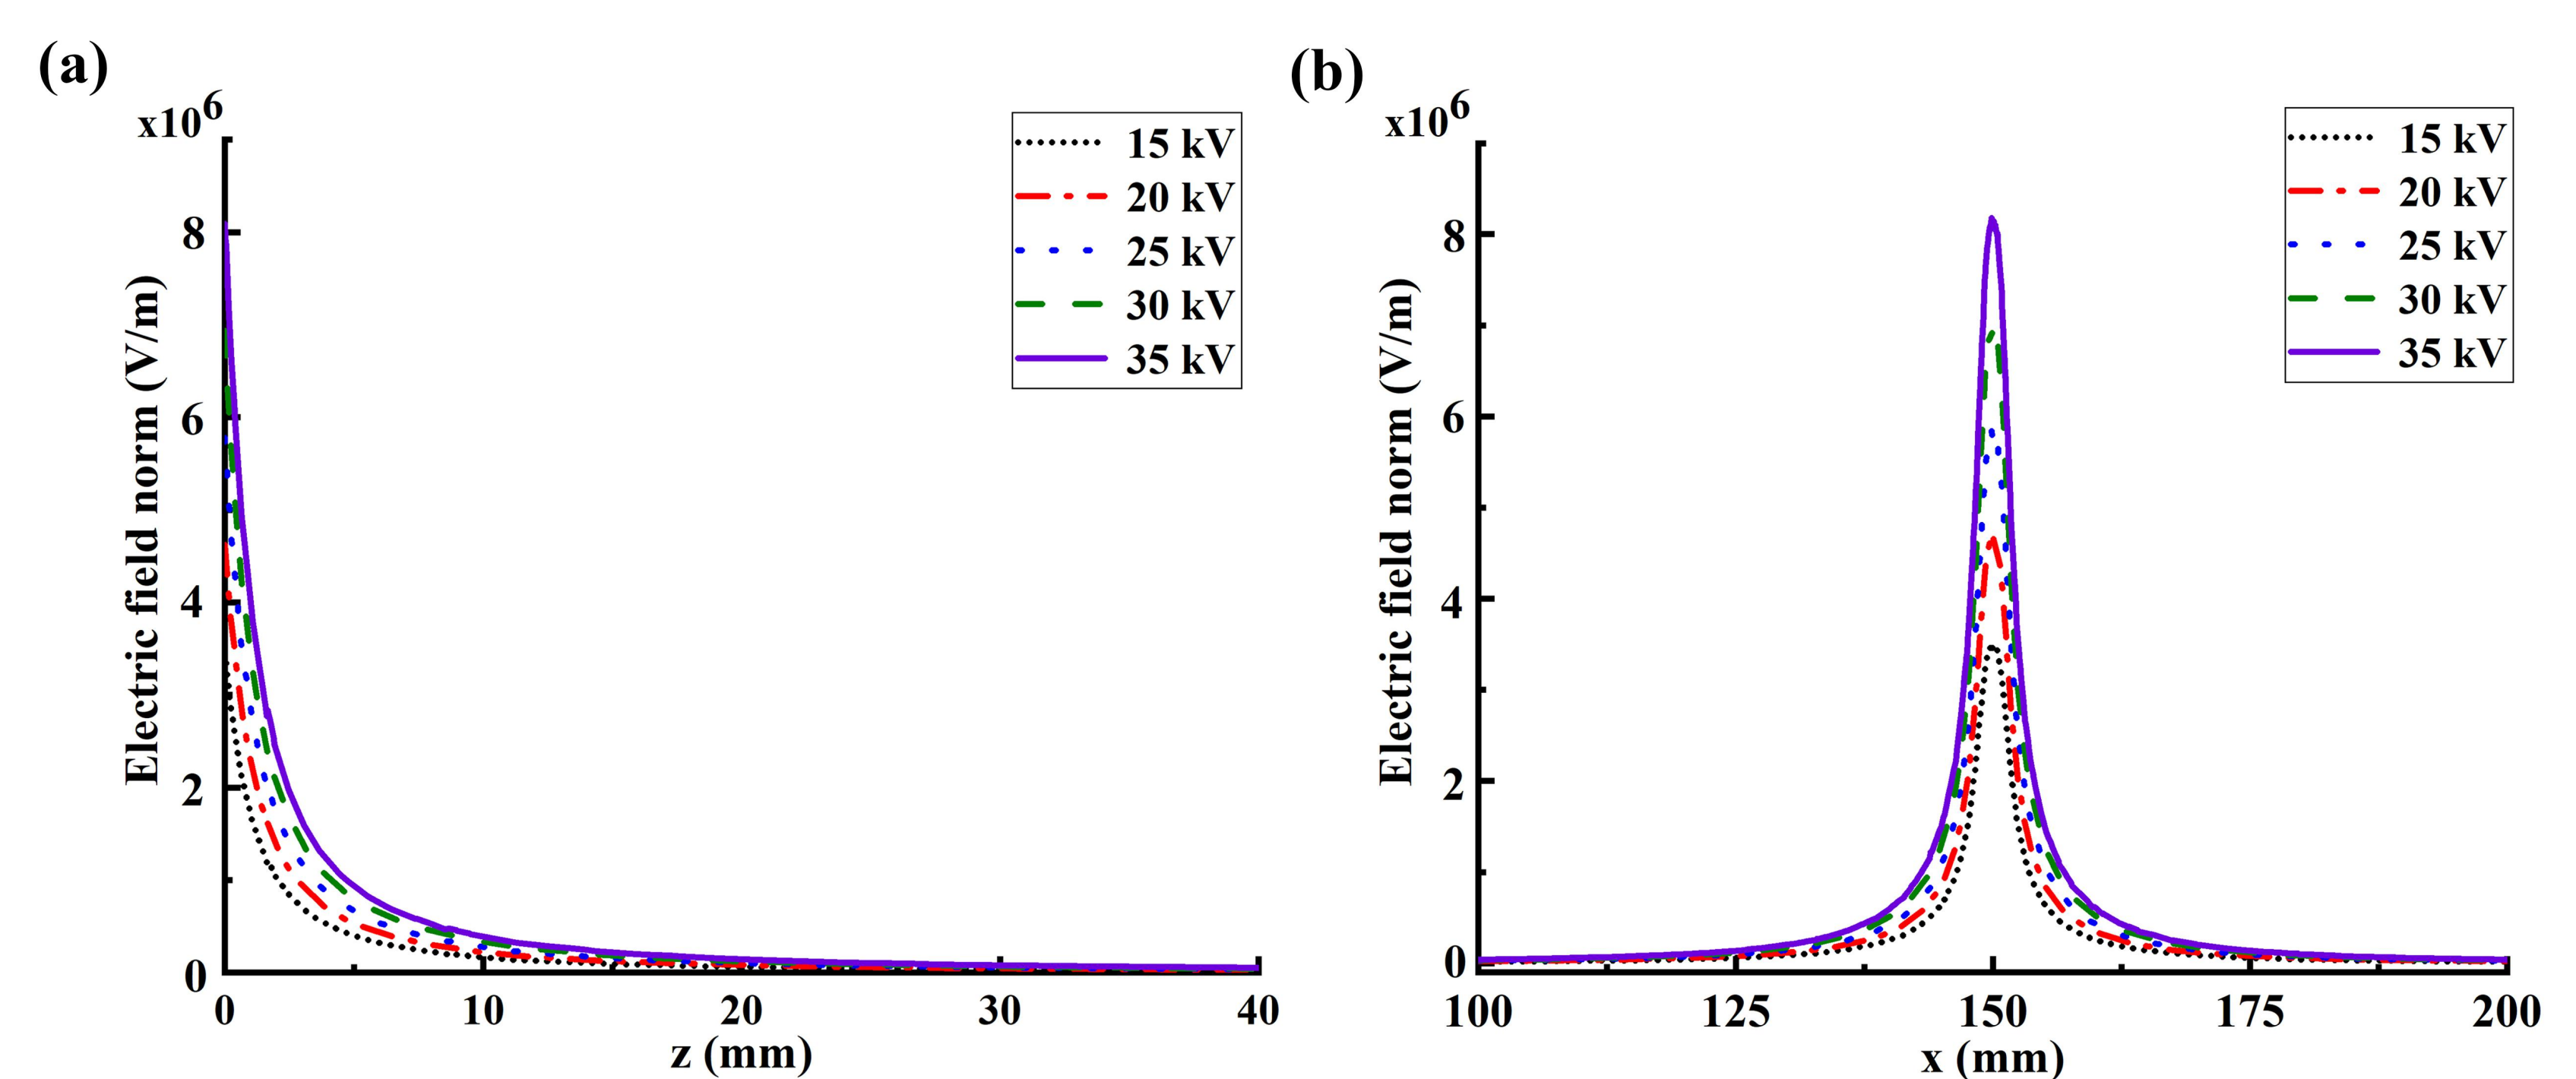 (a)
x10^6
8
6
4
2
0
Electric field norm (V/m)
0 10 20 30 40
z (mm)
15 kV
20 kV
25 kV
30 kV
35 kV
(b)
x10^6
8
6
4
2
0
Electric field norm (V/m)
100 125 150 175 200
x (mm)
15 kV
20 kV
25 kV
30 kV
35 kV